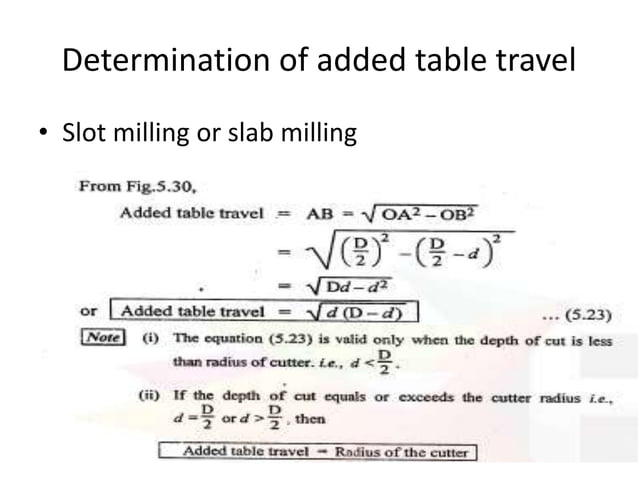 Determination of added table travel
• Slot milling or slab milling
From Fig.5.30,
Added table travel = AB = √(OA² – OB²)
= √((D/2)² – (D/2 – d)²)
= √(Dd – d²)
or Added table travel = √(d (D – d)) ... (5.23)
Note (i) The equation (5.23) is valid only when the depth of cut is less
than radius of cutter. i.e., d < D/2 .
(ii) If the depth of cut equals or exceeds the cutter radius i.e.,
d = D/2 or d > D/2 , then
Added table travel = Radius of the cutter